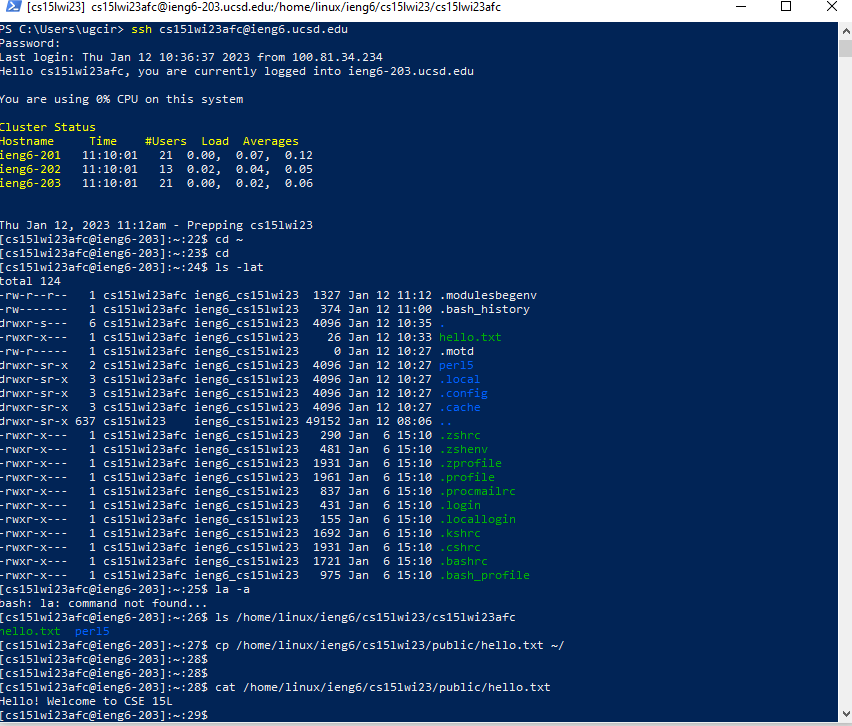 [cs15lwi23] cs15lwi23afc@ieng6-203.ucsd.edu:/home/linux/ieng6/cs15lwi23/cs15lwi23afc
PS C:\Users\ugcir> ssh cs15lwi23afc@ieng6.ucsd.edu
Password:
Last login: Thu Jan 12 10:36:37 2023 from 100.81.34.234
Hello cs15lwi23afc, you are currently logged into ieng6-203.ucsd.edu
You are using 0% CPU on this system
Cluster Status
Hostname     Time    #Users  Load  Averages
ieng6-201   11:10:01   21  0.00,  0.07,  0.12
ieng6-202   11:10:01   13  0.02,  0.04,  0.05
ieng6-203   11:10:01   21  0.00,  0.02,  0.06
Thu Jan 12, 2023 11:12am - Prepping cs15lwi23
[cs15lwi23afc@ieng6-203]:~:22$ cd ~
[cs15lwi23afc@ieng6-203]:~:23$ cd
[cs15lwi23afc@ieng6-203]:~:24$ ls -lat
total 124
-rw-r--r--   1 cs15lwi23afc ieng6_cs15lwi23  1327 Jan 12 11:12 .modulesbegenv
-rw-------   1 cs15lwi23afc ieng6_cs15lwi23   374 Jan 12 11:00 .bash_history
drwxr-s---   6 cs15lwi23afc ieng6_cs15lwi23  4096 Jan 12 10:35 .
-rwxr-x---   1 cs15lwi23afc ieng6_cs15lwi23    26 Jan 12 10:33 hello.txt
-rw-r-----   1 cs15lwi23afc ieng6_cs15lwi23     0 Jan 12 10:27 .motd
drwxr-sr-x   2 cs15lwi23afc ieng6_cs15lwi23  4096 Jan 12 10:27 perl5
drwxr-sr-x   3 cs15lwi23afc ieng6_cs15lwi23  4096 Jan 12 10:27 .local
drwxr-sr-x   3 cs15lwi23afc ieng6_cs15lwi23  4096 Jan 12 10:27 .config
drwxr-sr-x   3 cs15lwi23afc ieng6_cs15lwi23  4096 Jan 12 10:27 .cache
drwxr-sr-x 637 cs15lwi23    ieng6_cs15lwi23 49152 Jan 12 08:06 ..
-rwxr-x---   1 cs15lwi23afc ieng6_cs15lwi23   290 Jan  6 15:10 .zshrc
-rwxr-x---   1 cs15lwi23afc ieng6_cs15lwi23   481 Jan  6 15:10 .zshenv
-rwxr-x---   1 cs15lwi23afc ieng6_cs15lwi23  1931 Jan  6 15:10 .zprofile
-rwxr-x---   1 cs15lwi23afc ieng6_cs15lwi23  1961 Jan  6 15:10 .profile
-rwxr-x---   1 cs15lwi23afc ieng6_cs15lwi23   837 Jan  6 15:10 .procmailrc
-rwxr-x---   1 cs15lwi23afc ieng6_cs15lwi23   431 Jan  6 15:10 .login
-rwxr-x---   1 cs15lwi23afc ieng6_cs15lwi23   155 Jan  6 15:10 .locallogin
-rwxr-x---   1 cs15lwi23afc ieng6_cs15lwi23  1692 Jan  6 15:10 .kshrc
-rwxr-x---   1 cs15lwi23afc ieng6_cs15lwi23  1931 Jan  6 15:10 .cshrc
-rwxr-x---   1 cs15lwi23afc ieng6_cs15lwi23  1721 Jan  6 15:10 .bashrc
-rwxr-x---   1 cs15lwi23afc ieng6_cs15lwi23   975 Jan  6 15:10 .bash_profile
[cs15lwi23afc@ieng6-203]:~:25$ la -a
bash: la: command not found...
[cs15lwi23afc@ieng6-203]:~:26$ ls /home/linux/ieng6/cs15lwi23/cs15lwi23afc
hello.txt  perl5
[cs15lwi23afc@ieng6-203]:~:27$ cp /home/linux/ieng6/cs15lwi23/public/hello.txt ~/
[cs15lwi23afc@ieng6-203]:~:28$
[cs15lwi23afc@ieng6-203]:~:28$
[cs15lwi23afc@ieng6-203]:~:28$ cat /home/linux/ieng6/cs15lwi23/public/hello.txt
Hello! Welcome to CSE 15L
[cs15lwi23afc@ieng6-203]:~:29$